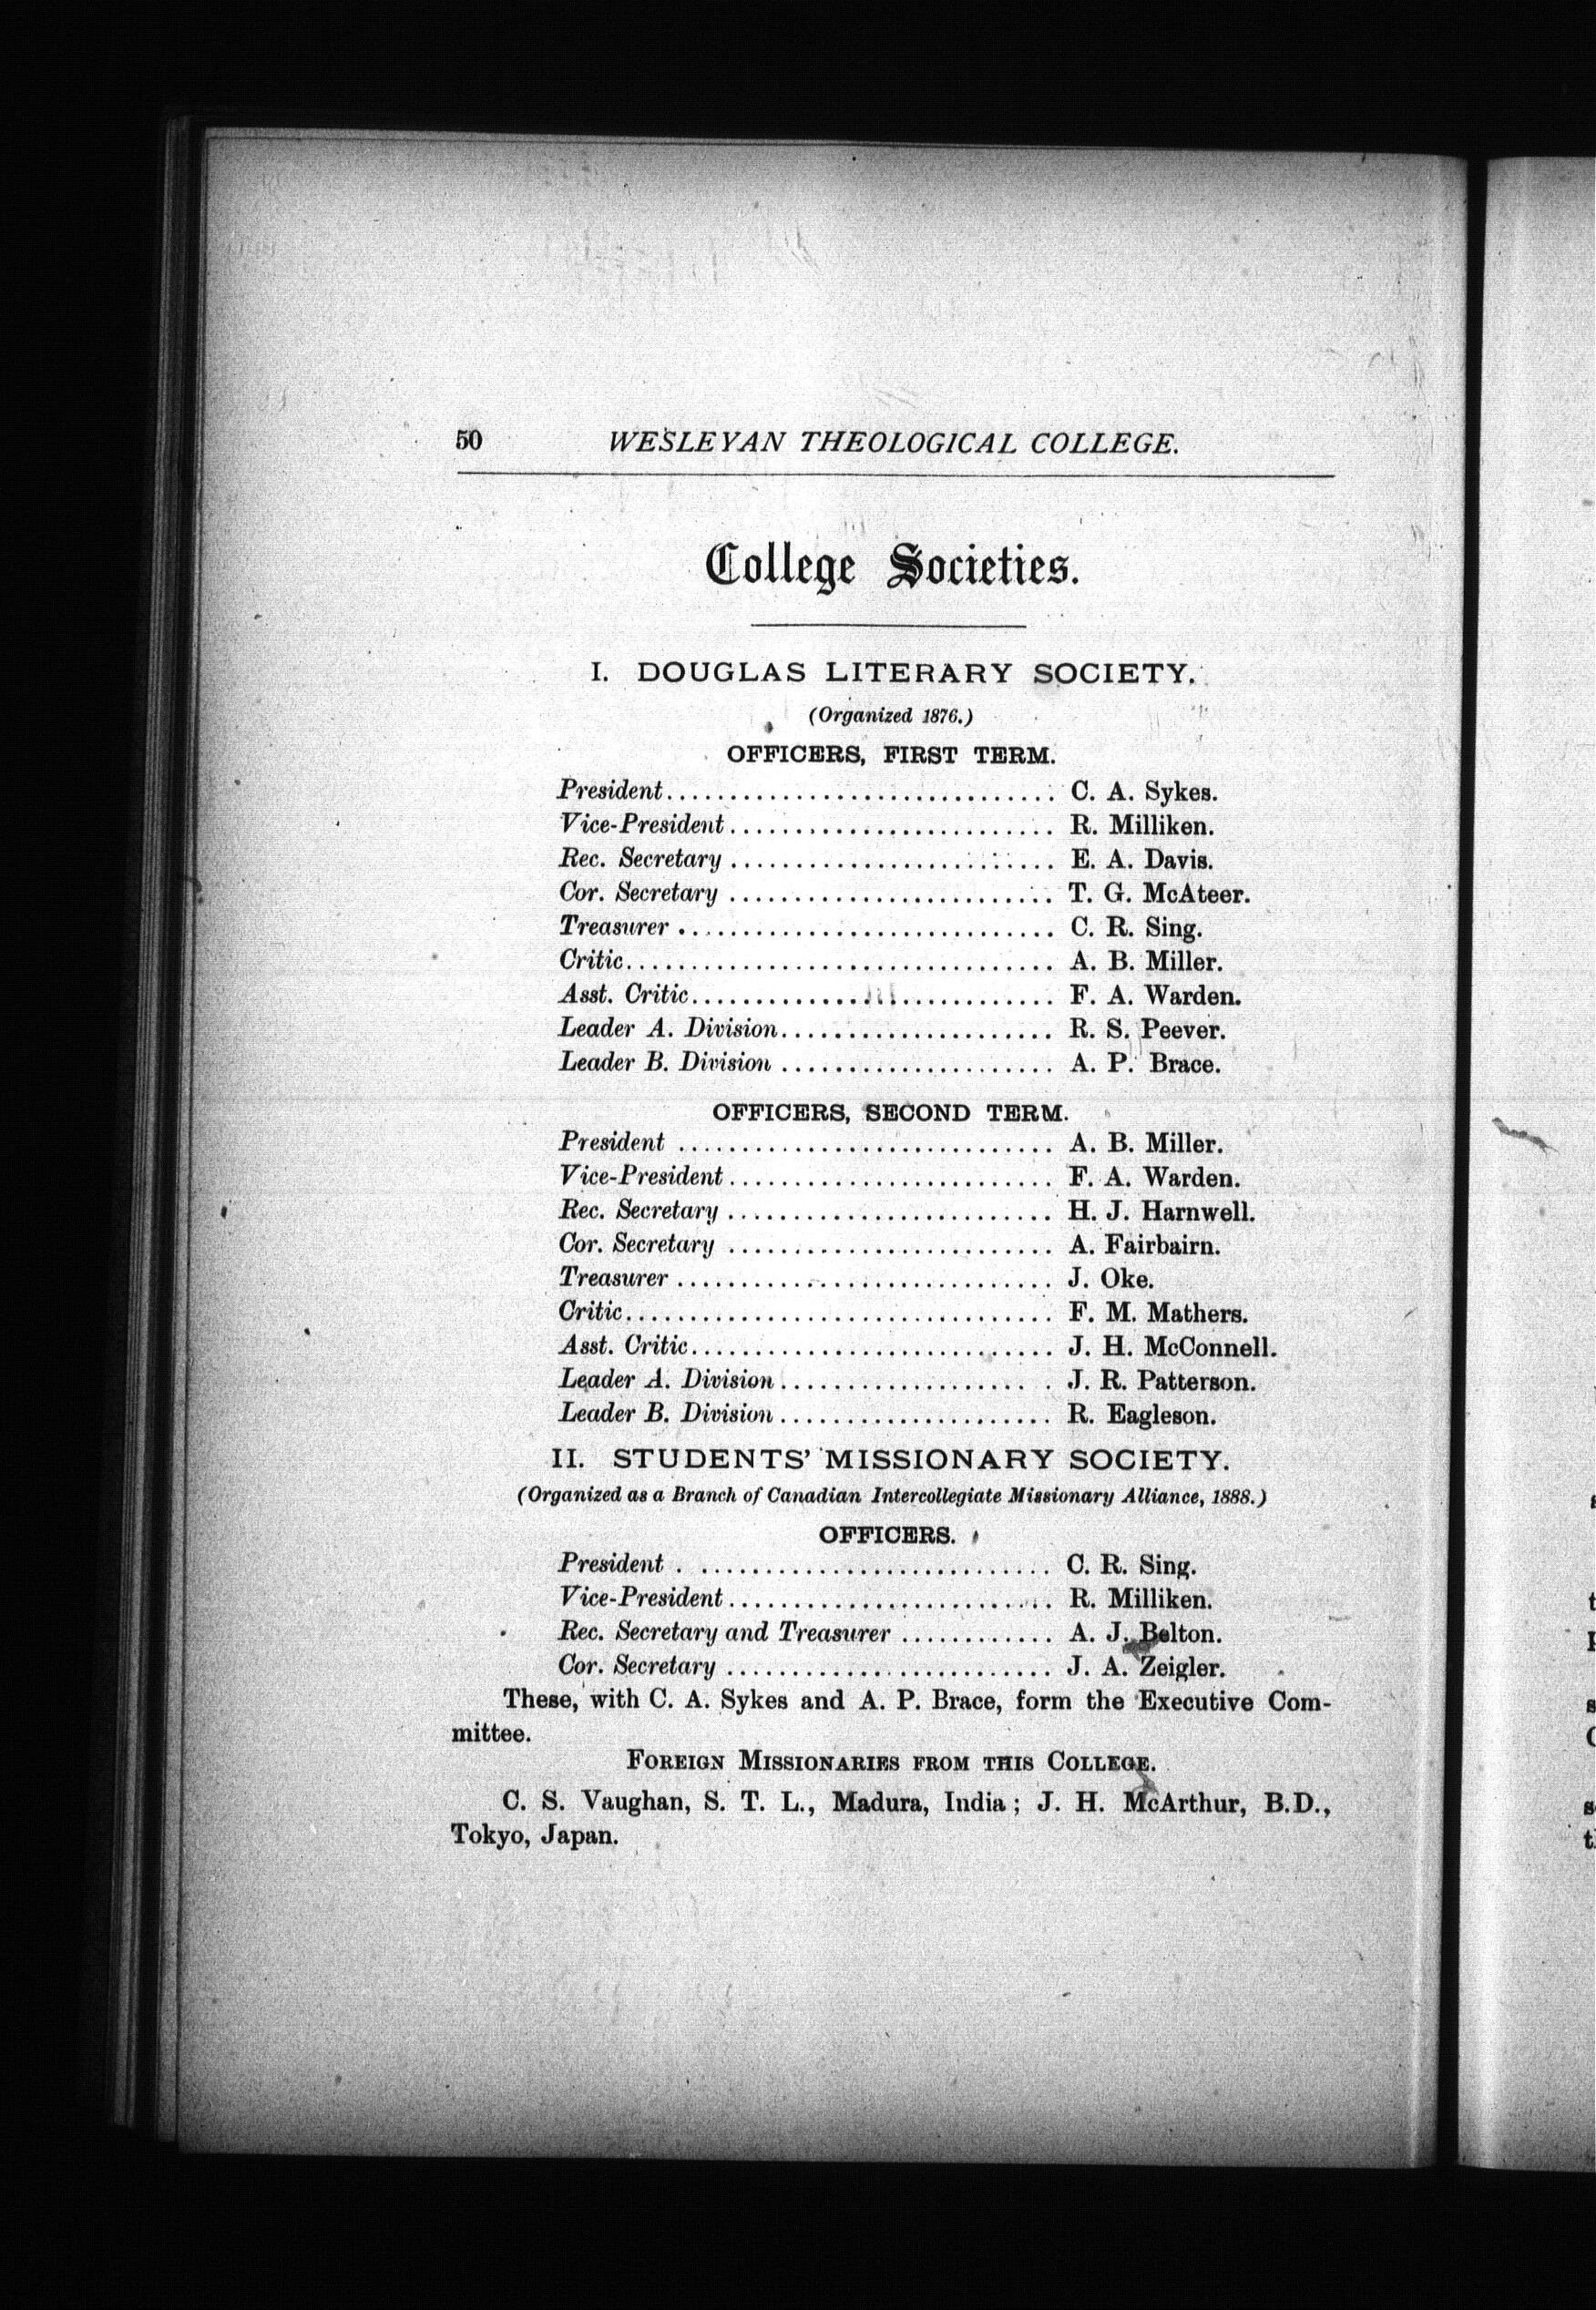 50 WESLEYAN THEOLOGICAL COLLEGE.
College Societies.
I. DOUGLAS LITERARY SOCIETY.
(Organized 1876.)
OFFICERS, FIRST TERM.
President.............................. C. A. Sykes.
Vice-President......................... R. Milliken.
Rec. Secretary ......................... E. A. Davis.
Cor. Secretary ......................... T. G. McAteer.
Treasurer ............................. C. R. Sing.
Critic................................. A. B. Miller.
Asst. Critic............................ F. A. Warden.
Leader A. Division..................... R. S. Peever.
Leader B. Division ..................... A. P. Brace.
OFFICERS, SECOND TERM.
President ............................. A. B. Miller.
Vice-President......................... F. A. Warden.
Rec. Secretary ......................... H. J. Harnwell.
Cor. Secretary ......................... A. Fairbairn.
Treasurer ............................. J. Oke.
Critic................................. F. M. Mathers.
Asst. Critic............................ J. H. McConnell.
Leader A. Division..................... J. R. Patterson.
Leader B. Division ..................... R. Eagleson.
II. STUDENTS' MISSIONARY SOCIETY.
(Organized as a Branch of Canadian Intercollegiate Missionary Alliance, 1888.)
OFFICERS.
President . ........................... C. R. Sing.
Vice-President......................... R. Milliken.
Rec. Secretary and Treasurer ............ A. J. Belton.
Cor. Secretary ......................... J. A. Zeigler.
These, with C. A. Sykes and A. P. Brace, form the Executive Com-
mittee.
FOREIGN MISSIONARIES FROM THIS COLLEGE.
C. S. Vaughan, S. T. L., Madura, India; J. H. McArthur, B.D.,
Tokyo, Japan.